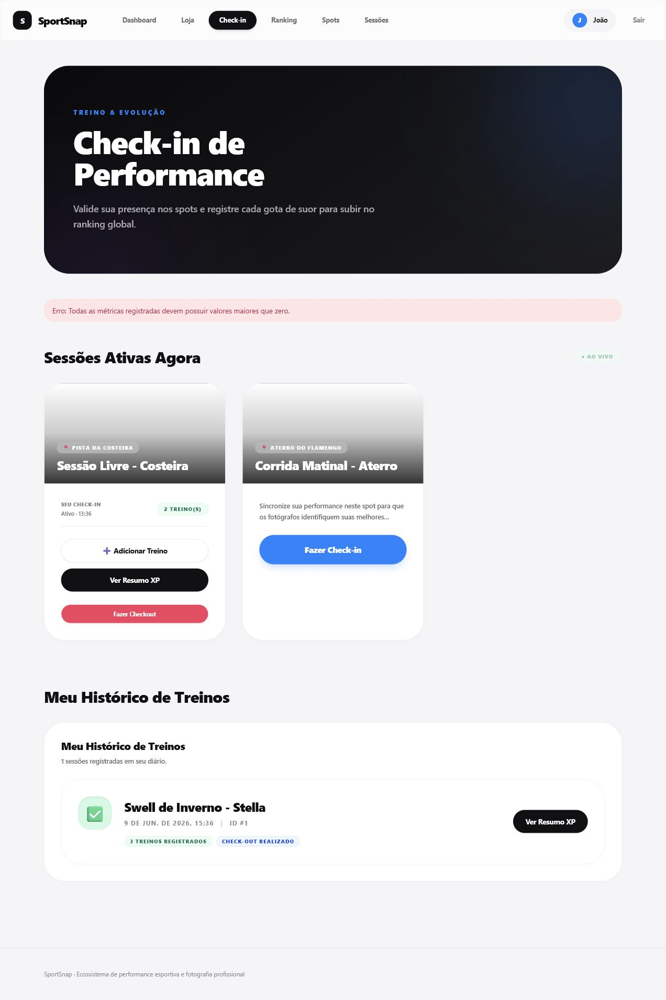 S SportSnap Dashboard Loja Check-in Ranking Spots Sessões J João Sair
TREINO & EVOLUÇÃO
Check-in de
Performance
Valide sua presença nos spots e registre cada gota de suor para subir no
ranking global.
Erro: Todas as métricas registradas devem possuir valores maiores que zero.
Sessões Ativas Agora
• AO VIVO
📍 PISTA DA COSTEIRA
Sessão Livre - Costeira
SEU CHECK-IN
Ativo · 13:36
2 TREINO(S)
➕ Adicionar Treino
Ver Resumo XP
Fazer Checkout
📍 ATERRO DO FLAMENGO
Corrida Matinal - Aterro
Sincronize sua performance neste spot para que
os fotógrafos identifiquem suas melhores...
Fazer Check-in
Meu Histórico de Treinos
Meu Histórico de Treinos
1 sessões registradas em seu diário.
✅
Swell de Inverno - Stella
9 DE JUN. DE 2026, 15:36 | ID #1
3 TREINOS REGISTRADOS CHECK-OUT REALIZADO
Ver Resumo XP
SportSnap · Ecossistema de performance esportiva e fotografia profissional